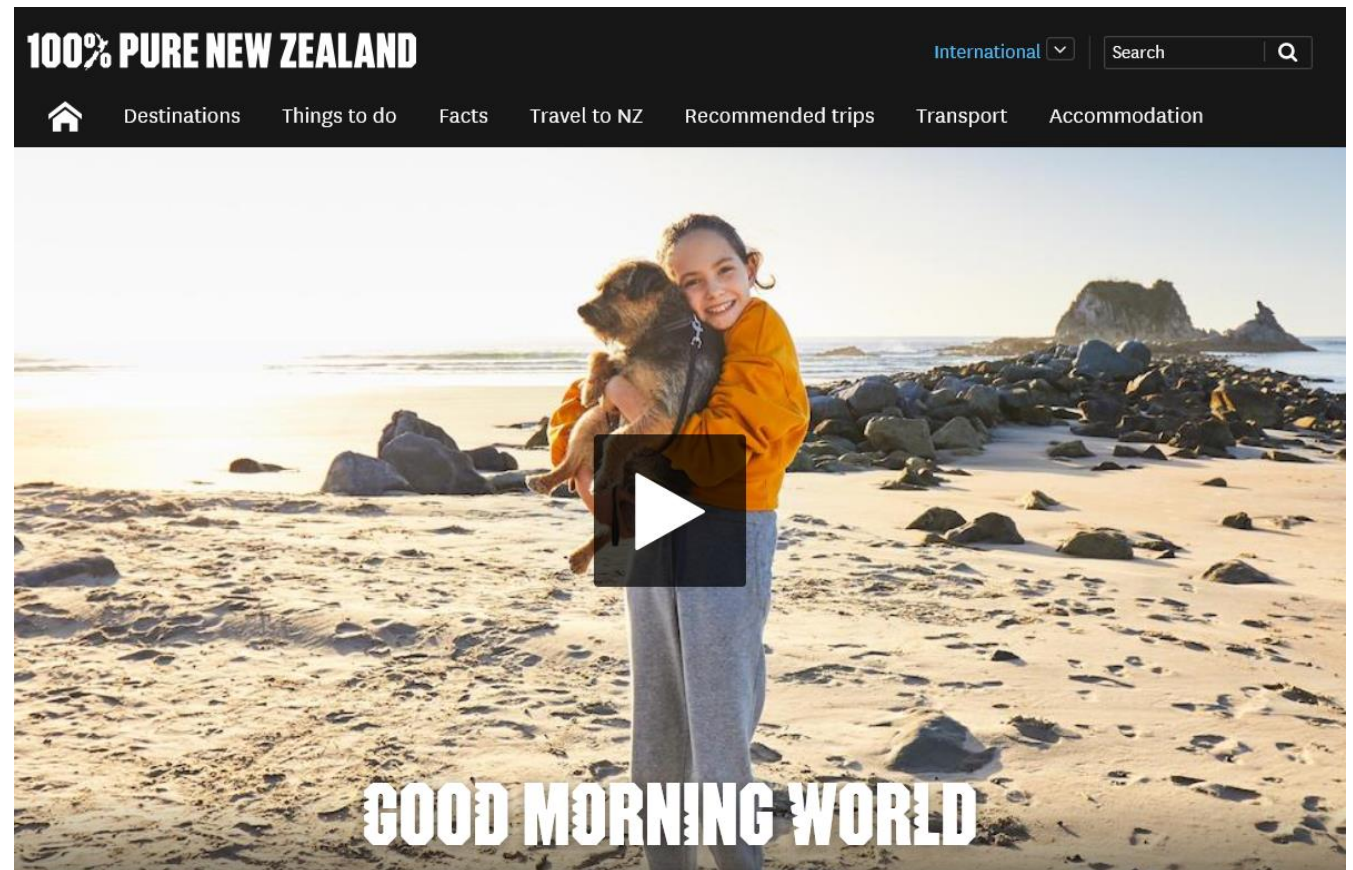 100% PURE NEW ZEALAND
International
Search
Destinations
Things to do
Facts
Travel to NZ
Recommended trips
Transport
Accommodation
GOOD MORNING WORLD